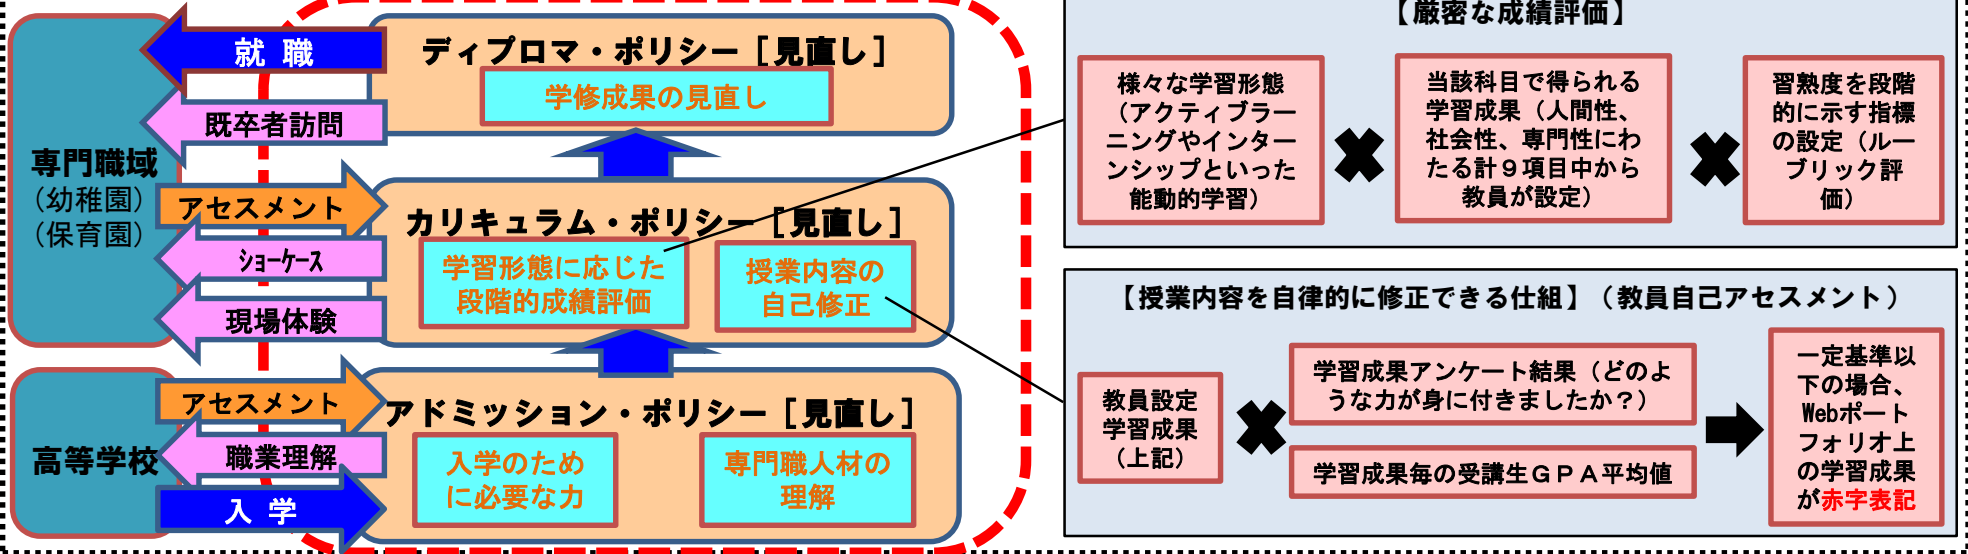 専門職域
（幼稚園）
（保育園）
高等学校
就 職
既卒者訪問
アセスメント
ショーケース
現場体験
アセスメント
職業理解
入 学
ディプロマ・ポリシー［見直し］
学修成果の見直し
カリキュラム・ポリシー［見直し］
学習形態に応じた
段階的成績評価
授業内容の
自己修正
アドミッション・ポリシー［見直し］
入学のため
に必要な力
専門職人材の
理解
【厳密な成績評価】
様々な学習形態
（アクティブラー
ニングやインター
ンシップといった
能動的学習）
当該科目で得られる
学習成果（人間性、
社会性、専門性にわ
たる計９項目中から
教員が設定）
習熟度を段階
的に示す指標
の設定（ルー
ブリック評
価）
【授業内容を自律的に修正できる仕組】（教員自己アセスメント）
教員設定
学習成果
（上記）
学習成果アンケート結果（どのよ
うな力が身に付きましたか？）
学習成果毎の受講生ＧＰＡ平均値
一定基準以
下の場合、
Webポート
フォリオ上
の学習成果
が赤字表記